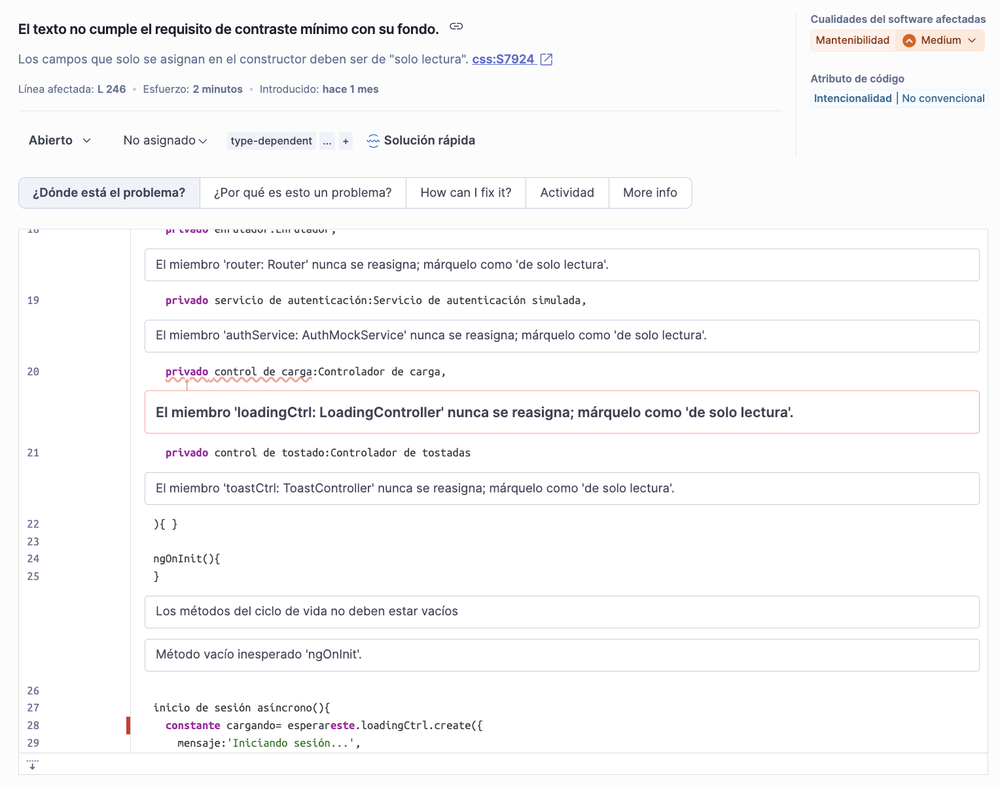 El texto no cumple el requisito de contraste mínimo con su fondo.
Los campos que solo se asignan en el constructor deben ser de "solo lectura". css:S7924
Línea afectada: L 246 • Esfuerzo: 2 minutos • Introducido: hace 1 mes
Cualidades del software afectadas
Mantenibilidad Medium
Atributo de código
Intencionalidad | No convencional
Abierto No asignado type-dependent ... + Solución rápida
¿Dónde está el problema? ¿Por qué es esto un problema? How can I fix it? Actividad More info
18 privado enrutador:Enrutador,
El miembro 'router: Router' nunca se reasigna; márquelo como 'de solo lectura'.
19 privado servicio de autenticación:Servicio de autenticación simulada,
El miembro 'authService: AuthMockService' nunca se reasigna; márquelo como 'de solo lectura'.
20 privado control de carga:Controlador de carga,
El miembro 'loadingCtrl: LoadingController' nunca se reasigna; márquelo como 'de solo lectura'.
21 privado control de tostado:Controlador de tostadas
El miembro 'toastCtrl: ToastController' nunca se reasigna; márquelo como 'de solo lectura'.
22 ){ }
23
24 ngOnInit(){
25 }
Los métodos del ciclo de vida no deben estar vacíos
Método vacío inesperado 'ngOnInit'.
26
27 inicio de sesión asíncrono(){
28 constante cargando= esperareste.loadingCtrl.create({
29 mensaje:'Iniciando sesión...',